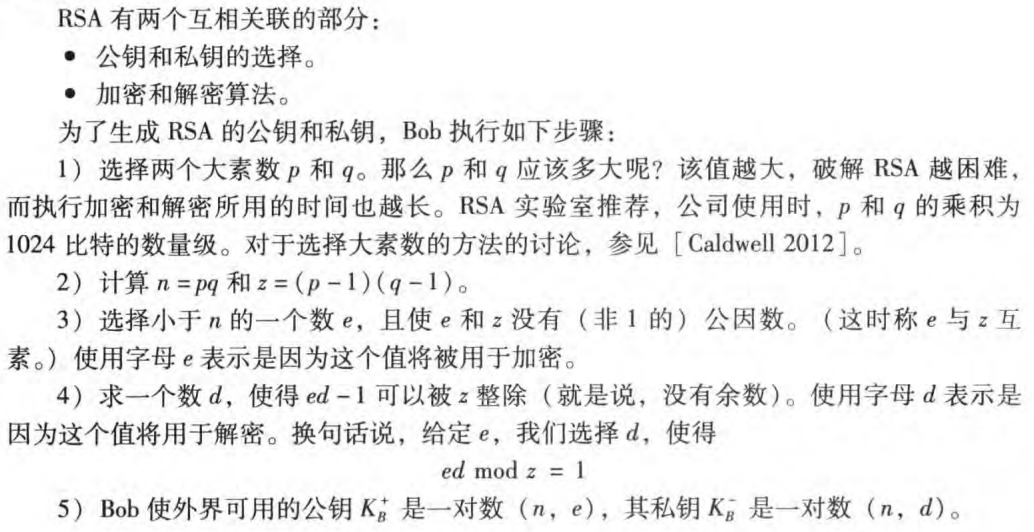 RSA 有两个互相关联的部分：
● 公钥和私钥的选择。
● 加密和解密算法。
为了生成 RSA 的公钥和私钥，Bob 执行如下步骤：
1）选择两个大素数 p 和 q。那么 p 和 q 应该多大呢？该值越大，破解 RSA 越困难，
而执行加密和解密所用的时间也越长。RSA 实验室推荐，公司使用时，p 和 q 的乘积为
1024 比特的数量级。对于选择大素数的方法的讨论，参见［Caldwell 2012］。
2）计算 n = pq 和 z = (p − 1)(q − 1)。
3）选择小于 n 的一个数 e，且使 e 和 z 没有（非 1 的）公因数。（这时称 e 与 z 互
素。）使用字母 e 表示是因为这个值将被用于加密。
4）求一个数 d，使得 ed − 1 可以被 z 整除（就是说，没有余数）。使用字母 d 表示是
因为这个值将用于解密。换句话说，给定 e，我们选择 d，使得
ed mod z = 1
5）Bob 使外界可用的公钥 K_B^+ 是一对数（n，e），其私钥 K_B^- 是一对数（n，d）。